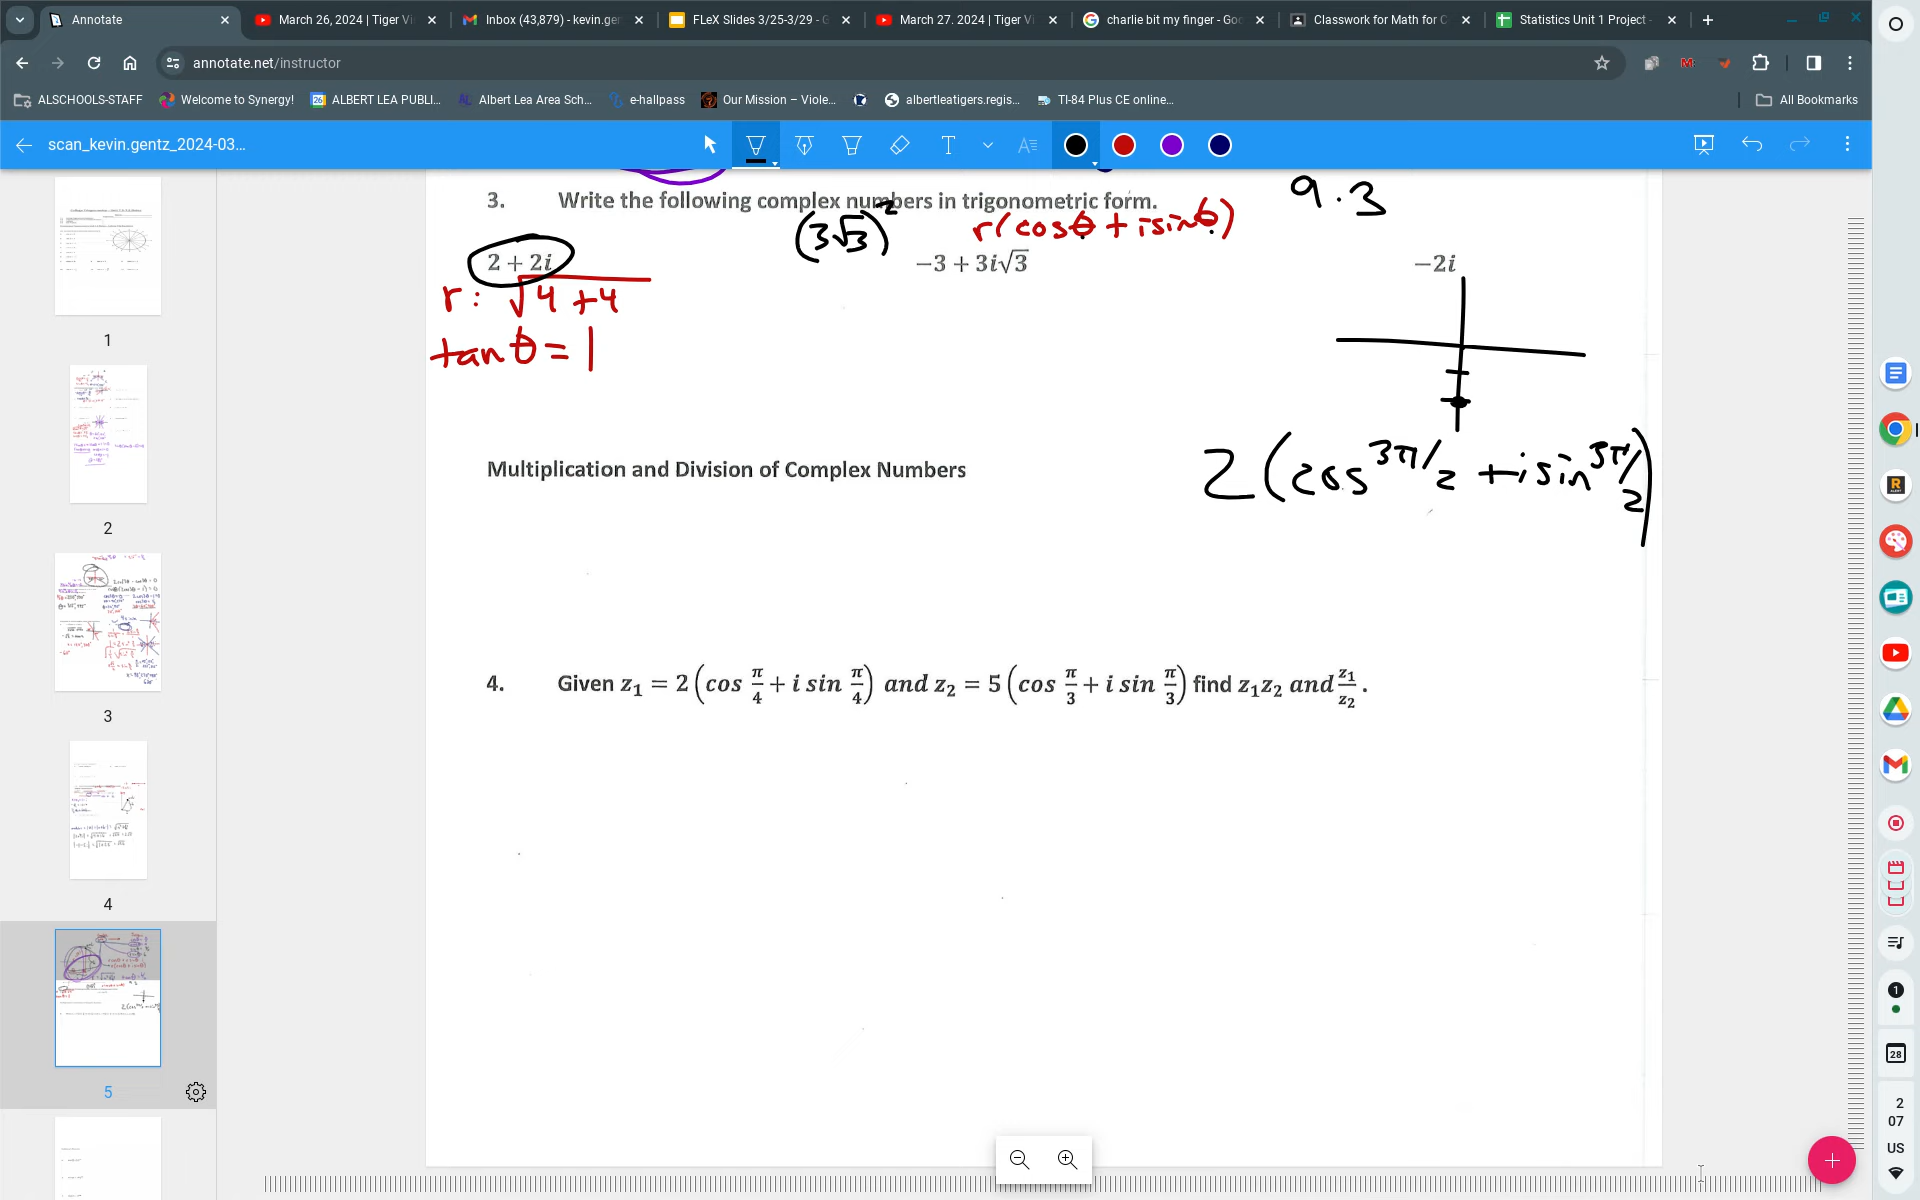 Annotate
March 26, 2024 | Tiger Vi
Inbox (43,879) - kevin.ger
FLeX Slides 3/25-3/29 - G
March 27. 2024 | Tiger Vi
charlie bit my finger - Goo
Classwork for Math for C
Statistics Unit 1 Project -
annotate.net/instructor
ALSCHOOLS-STAFF
Welcome to Synergy!
ALBERT LEA PUBLI...
Albert Lea Area Sch...
e-hallpass
Our Mission – Viole...
albertleatigers.regis...
TI-84 Plus CE online...
All Bookmarks
scan_kevin.gentz_2024-03...
3. Write the following complex numbers in trigonometric form.
9 · 3
(3√3)²
r(cosθ + isinθ)
2 + 2i
−3 + 3i√3
−2i
r: √4 + 4
tan θ = 1
2(cos 3π/2 + isin 3π/2)
Multiplication and Division of Complex Numbers
4. Given z₁ = 2 (cos π/4 + i sin π/4) and z₂ = 5 (cos π/3 + i sin π/3) find z₁z₂ and z₁/z₂ .
1
2
3
4
5
1
28
2
07
US